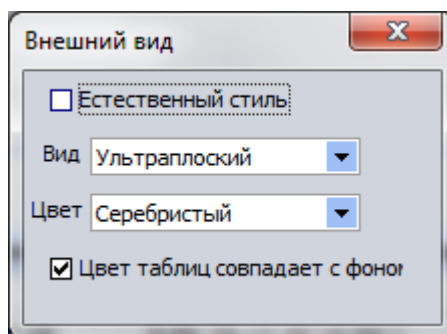 Внешний вид
Естественный стиль
Вид Ультраплоский
Цвет Серебристый
Цвет таблиц совпадает с фоном